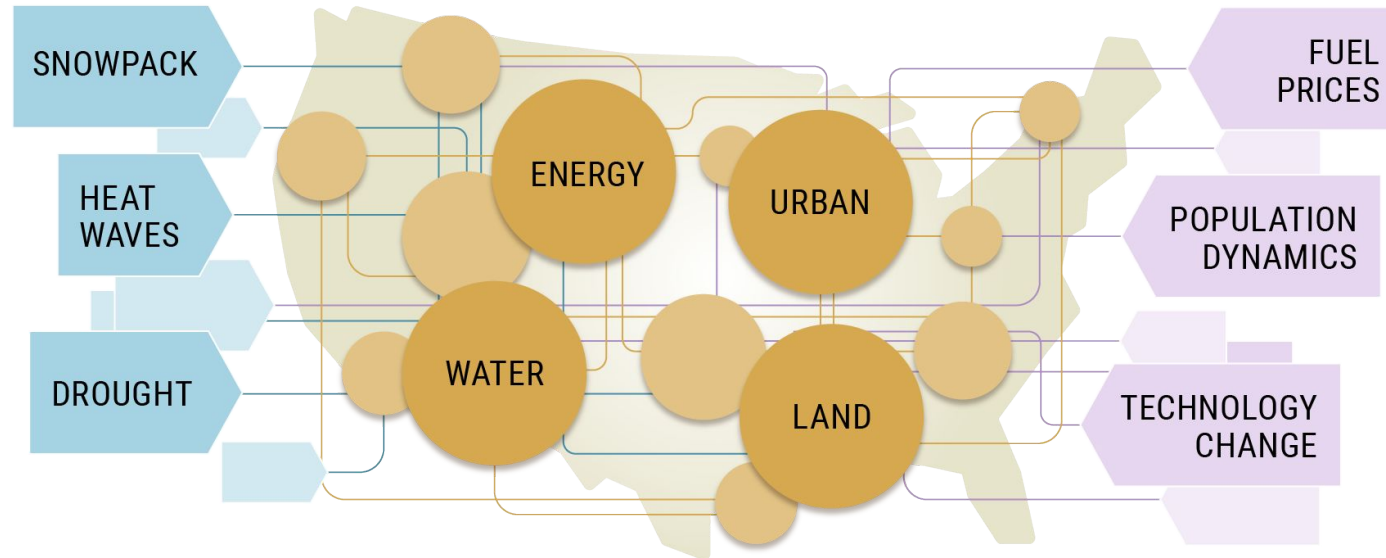 SNOWPACK
HEAT
WAVES
DROUGHT
ENERGY
WATER
URBAN
LAND
FUEL
PRICES
POPULATION
DYNAMICS
TECHNOLOGY
CHANGE